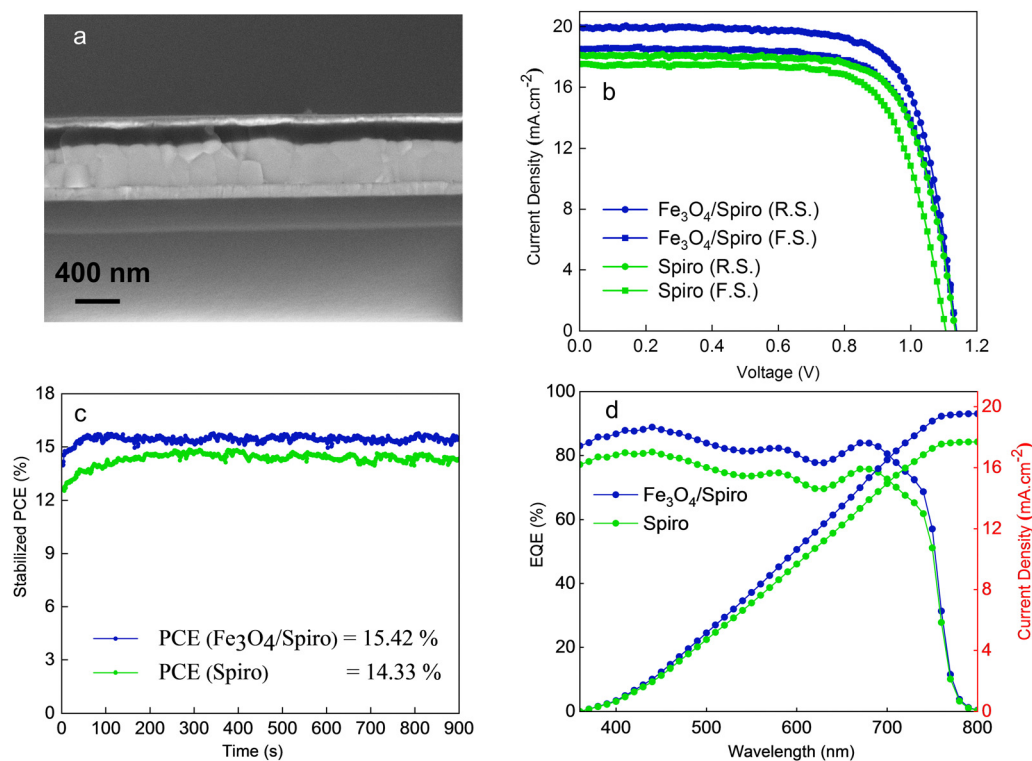 a
400 nm
20
16
12
8
4
0
0.0 0.2 0.4 0.6 0.8 1.0 1.2
Current Density (mA.cm⁻²)
Voltage (V)
b
Fe₃O₄/Spiro (R.S.)
Fe₃O₄/Spiro (F.S.)
Spiro (R.S.)
Spiro (F.S.)
18
15
12
9
6
3
0
0 100 200 300 400 500 600 700 800 900
Stabilized PCE (%)
Time (s)
c
PCE (Fe₃O₄/Spiro) = 15.42 %
PCE (Spiro) = 14.33 %
100
80
60
40
20
0
400 500 600 700 800
EQE (%)
Wavelength (nm)
d
Fe₃O₄/Spiro
Spiro
20
16
12
8
4
0
Current Density (mA.cm⁻²)